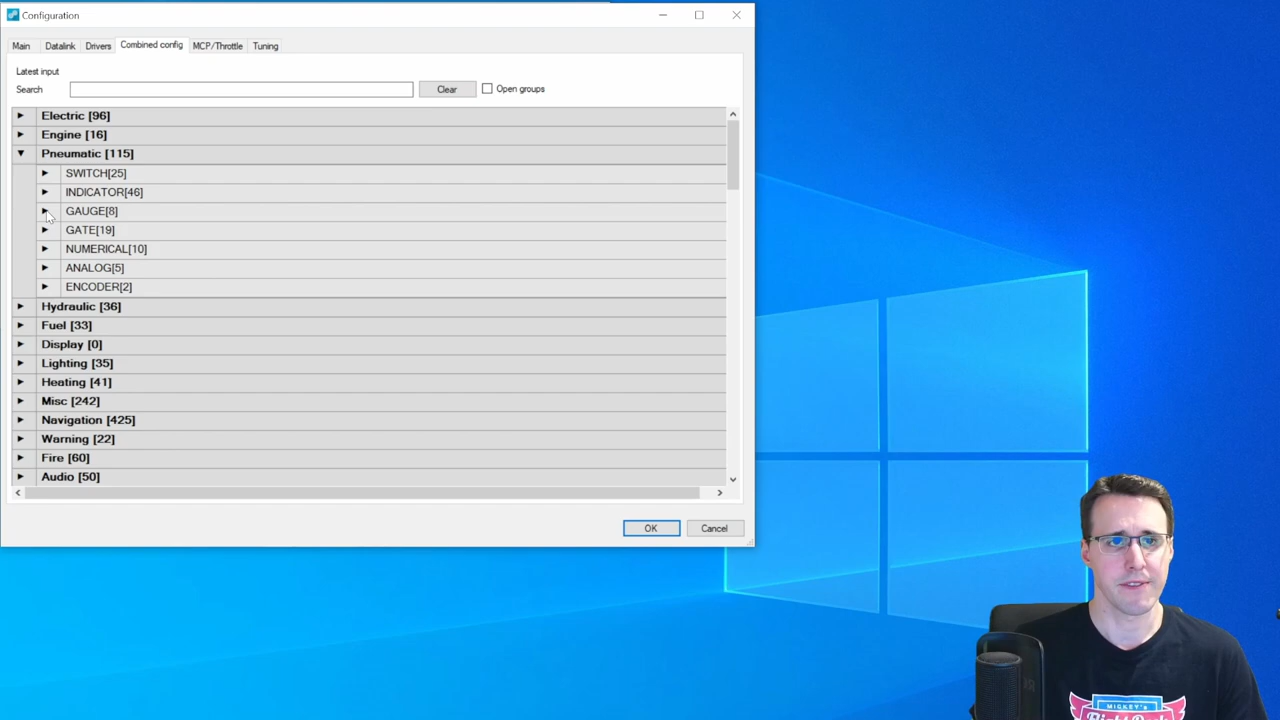 Configuration
Main Datalink Drivers Combined config MCP/Throttle Tuning
Latest input
Search Clear Open groups
Electric [96]
Engine [16]
Pneumatic [115]
SWITCH[25]
INDICATOR[46]
GAUGE[8]
GATE[19]
NUMERICAL[10]
ANALOG[5]
ENCODER[2]
Hydraulic [36]
Fuel [33]
Display [0]
Lighting [35]
Heating [41]
Misc [242]
Navigation [425]
Warning [22]
Fire [60]
Audio [50]
OK Cancel
MICKEY's